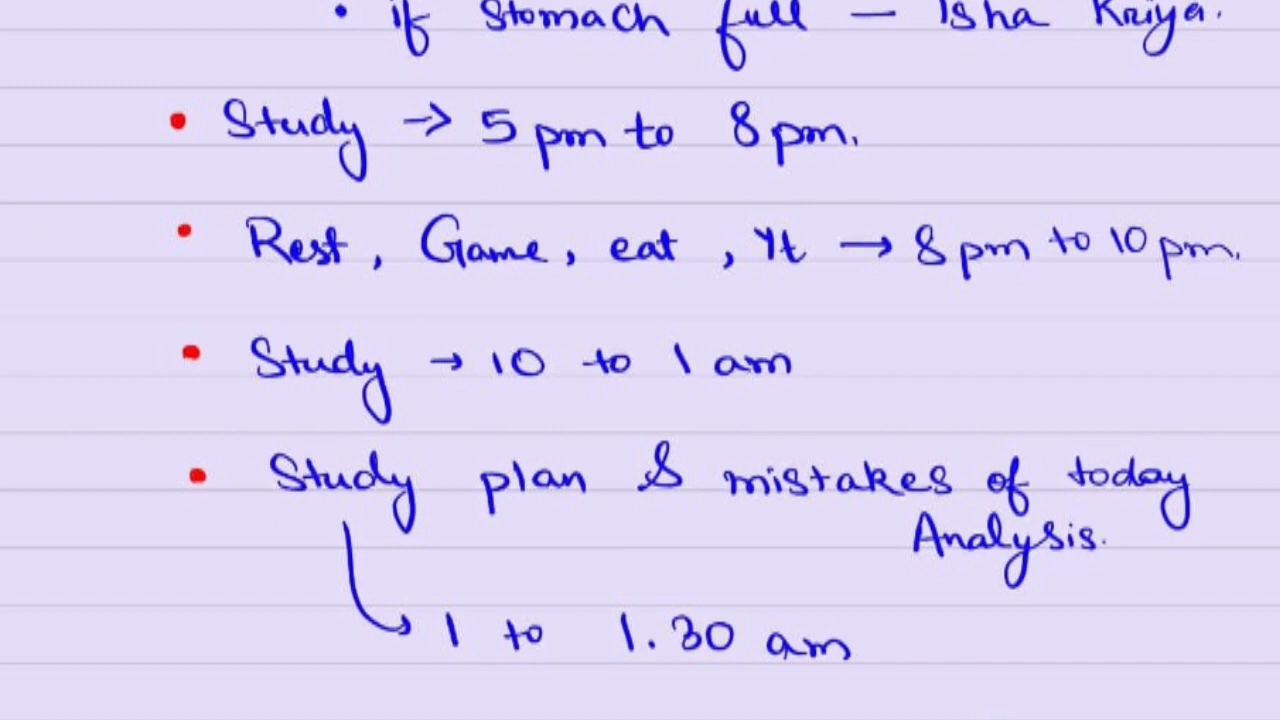 • if Stomach full — Isha Kriya.
• Study → 5 pm to 8 pm.
• Rest, Game, eat, Yt → 8 pm to 10 pm.
• Study → 10 to 1 am
• Study plan & mistakes of today
Analysis.
↳ 1 to 1.30 am